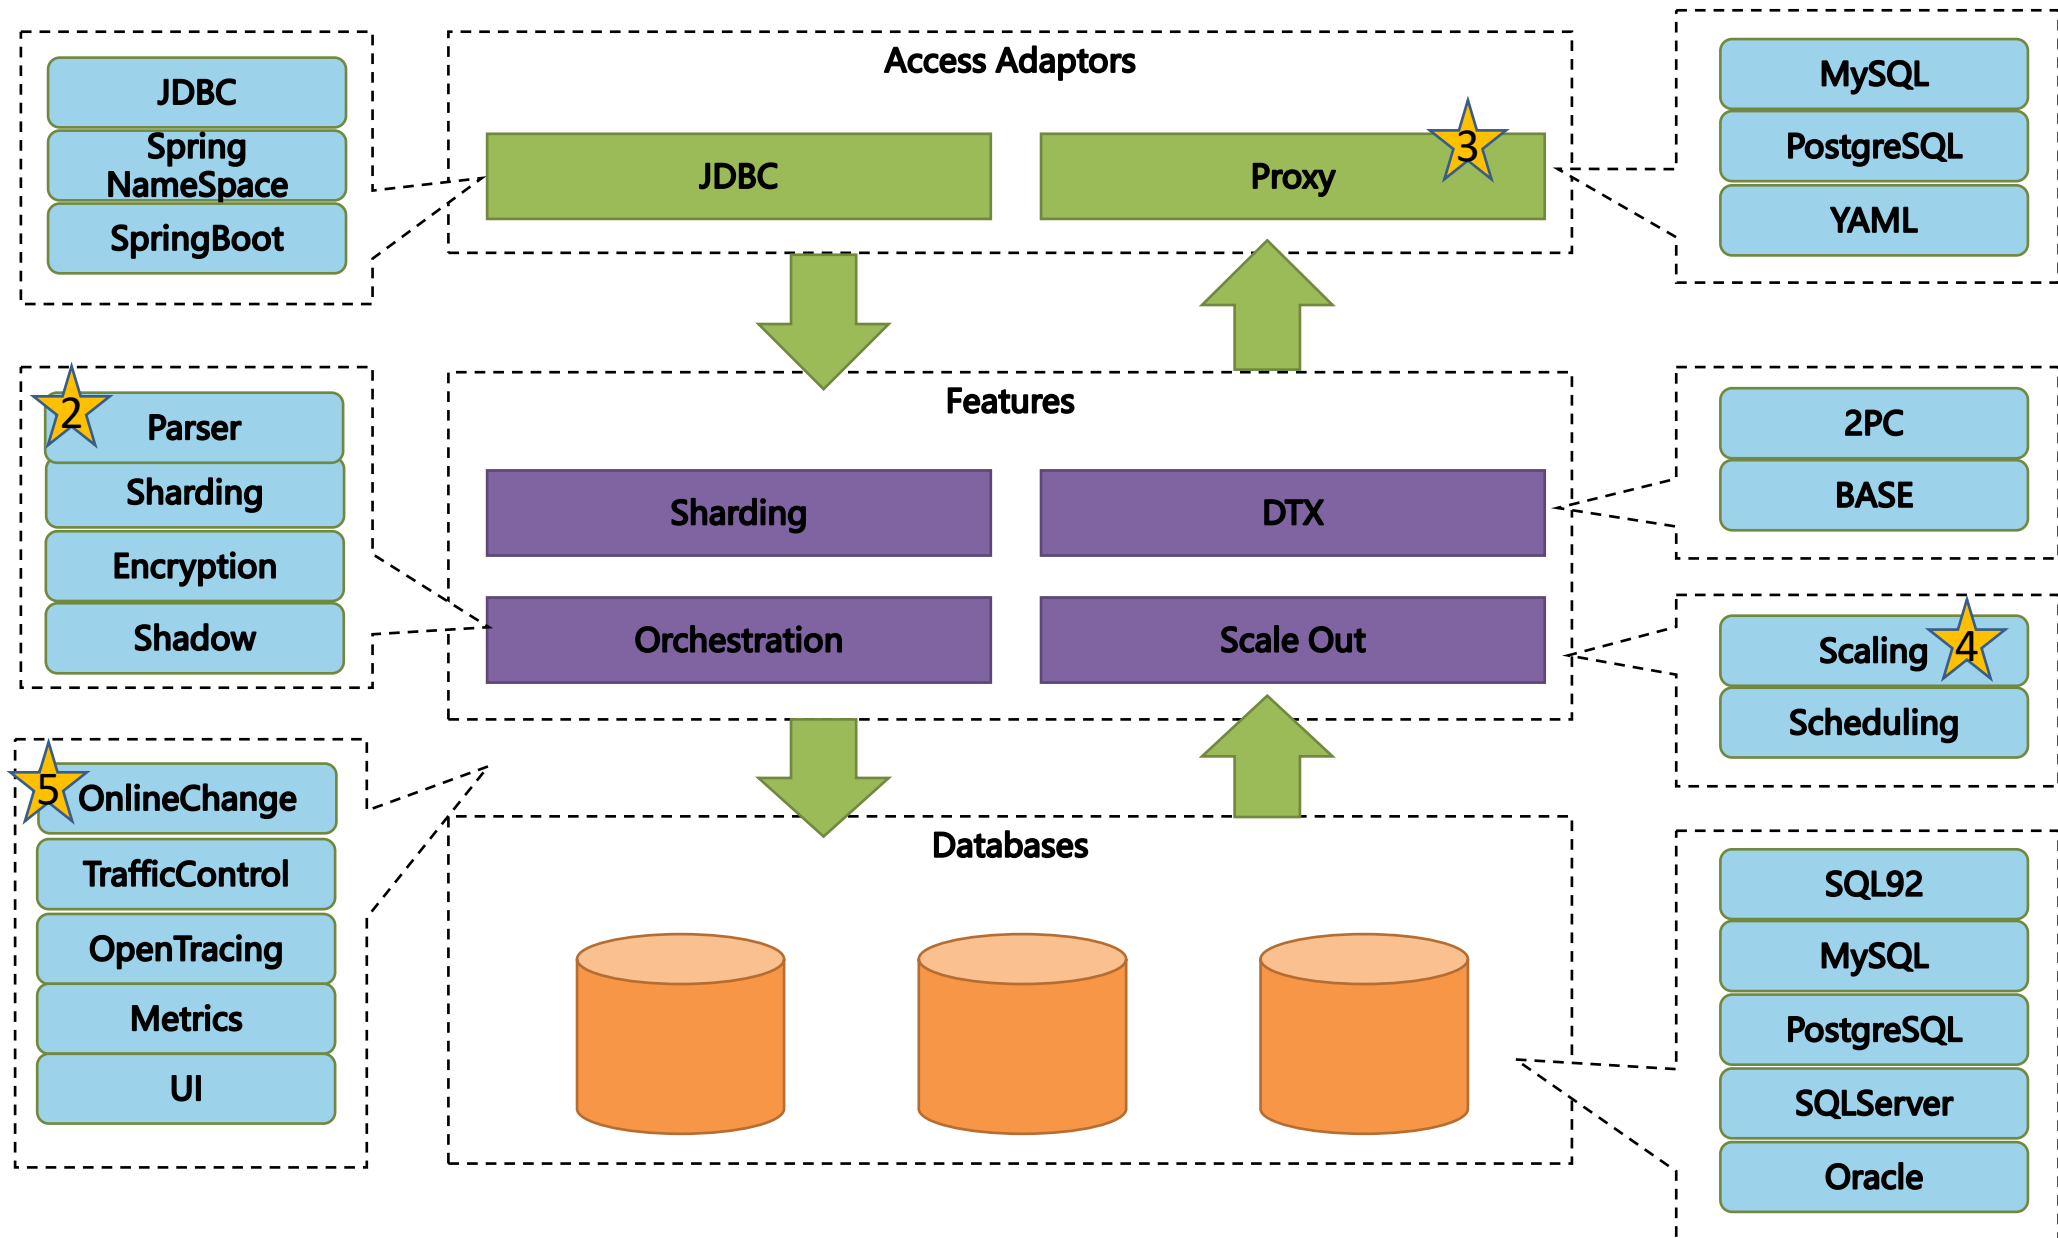 JDBC
Spring
NameSpace
SpringBoot
Access Adaptors
JDBC
Proxy
3
MySQL
PostgreSQL
YAML
2
Parser
Sharding
Encryption
Shadow
Features
Sharding
DTX
Orchestration
Scale Out
2PC
BASE
Scaling
4
Scheduling
5
OnlineChange
TrafficControl
OpenTracing
Metrics
UI
Databases
SQL92
MySQL
PostgreSQL
SQLServer
Oracle